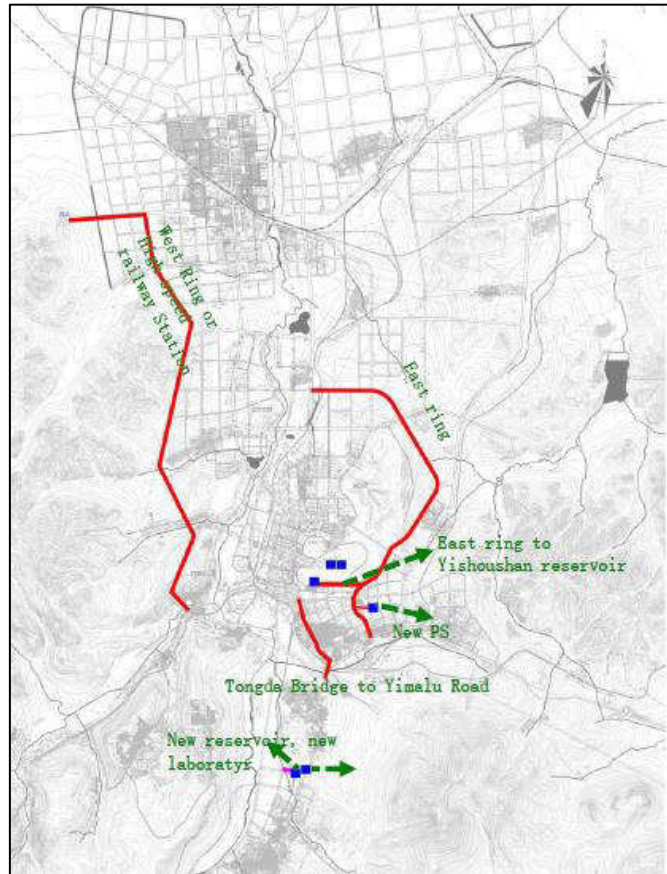 West Ring or
High speed
railway Station
East ring
East ring to
Yishoushan reservoir
New PS
Tongda Bridge to Yimalu Road
New reservoir, new
laboratyr